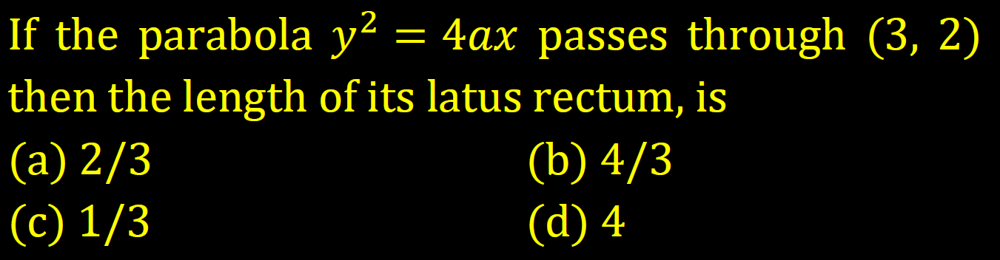 If the parabola y² = 4ax passes through (3, 2)
then the length of its latus rectum, is
(a) 2/3 (b) 4/3
(c) 1/3 (d) 4